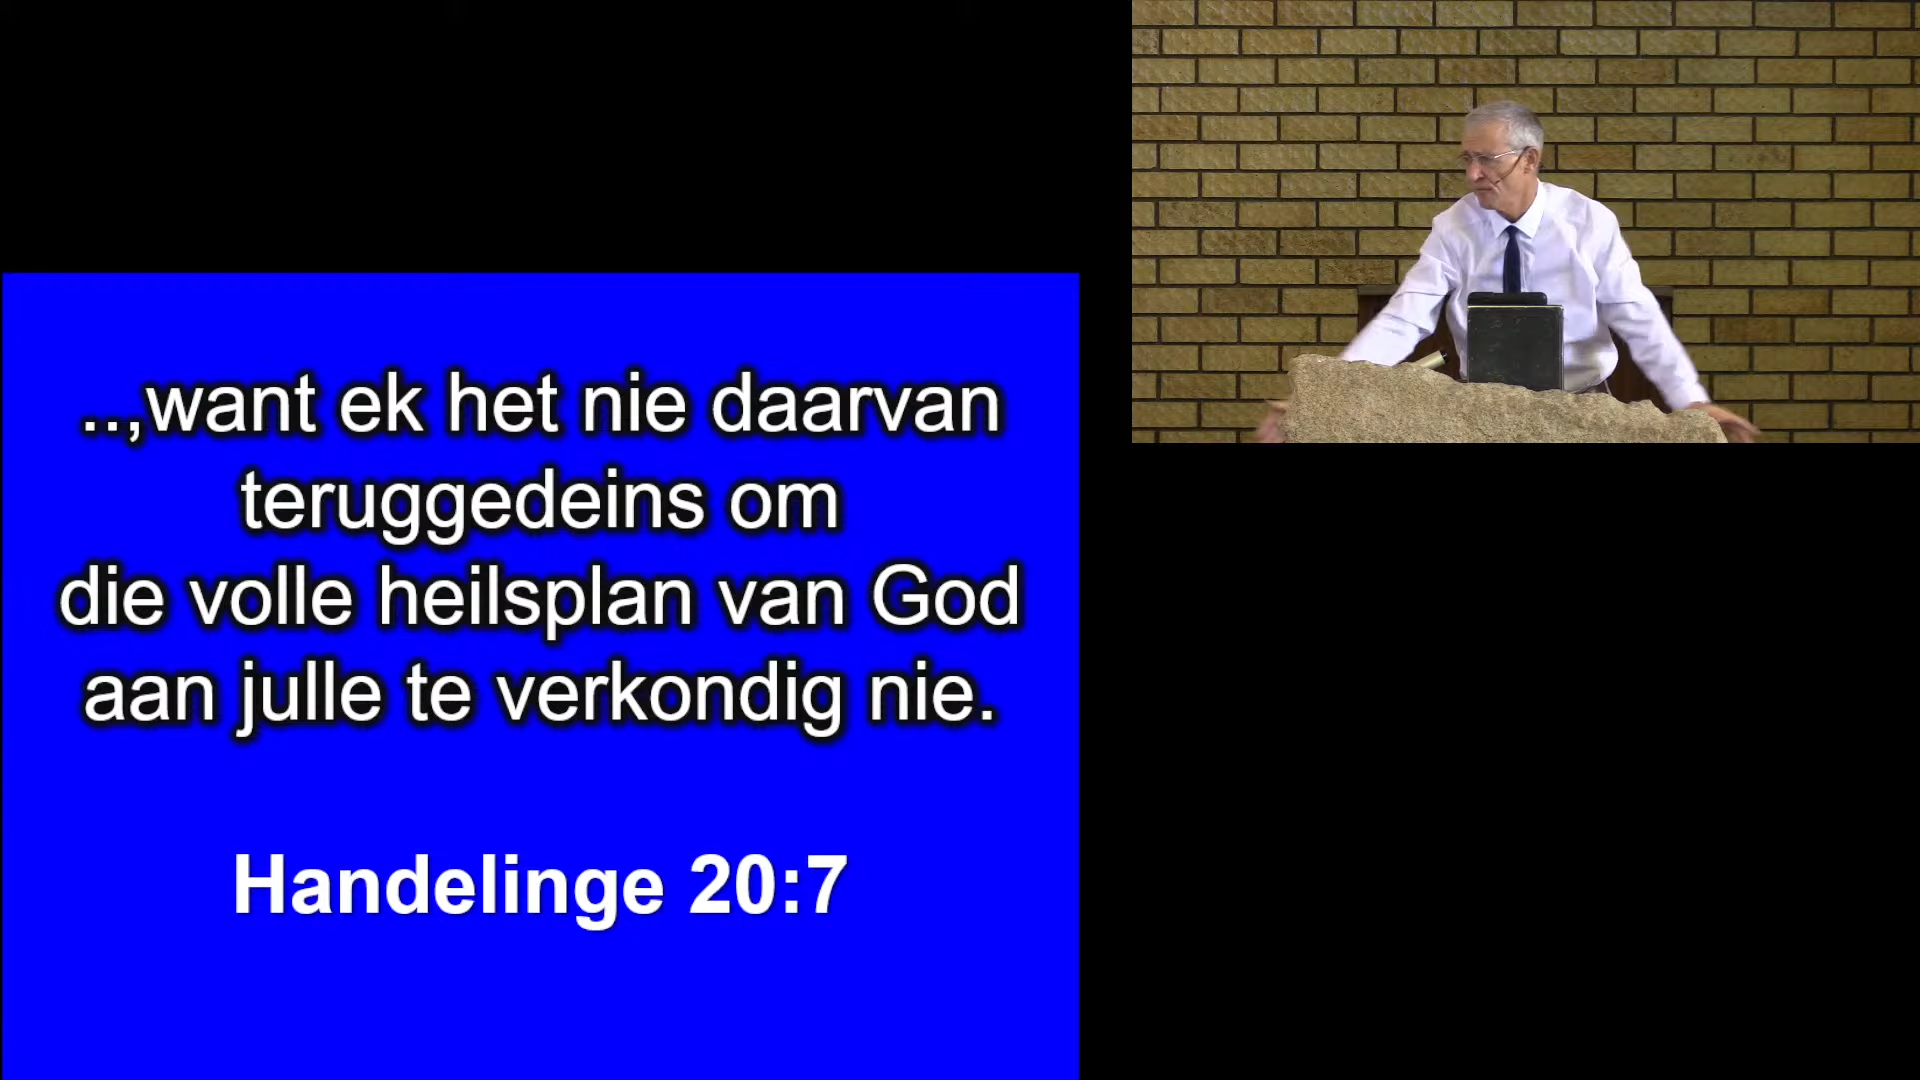 ..,want ek het nie daarvan
teruggedeins om
die volle heilsplan van God
aan julle te verkondig nie.
Handelinge 20:7